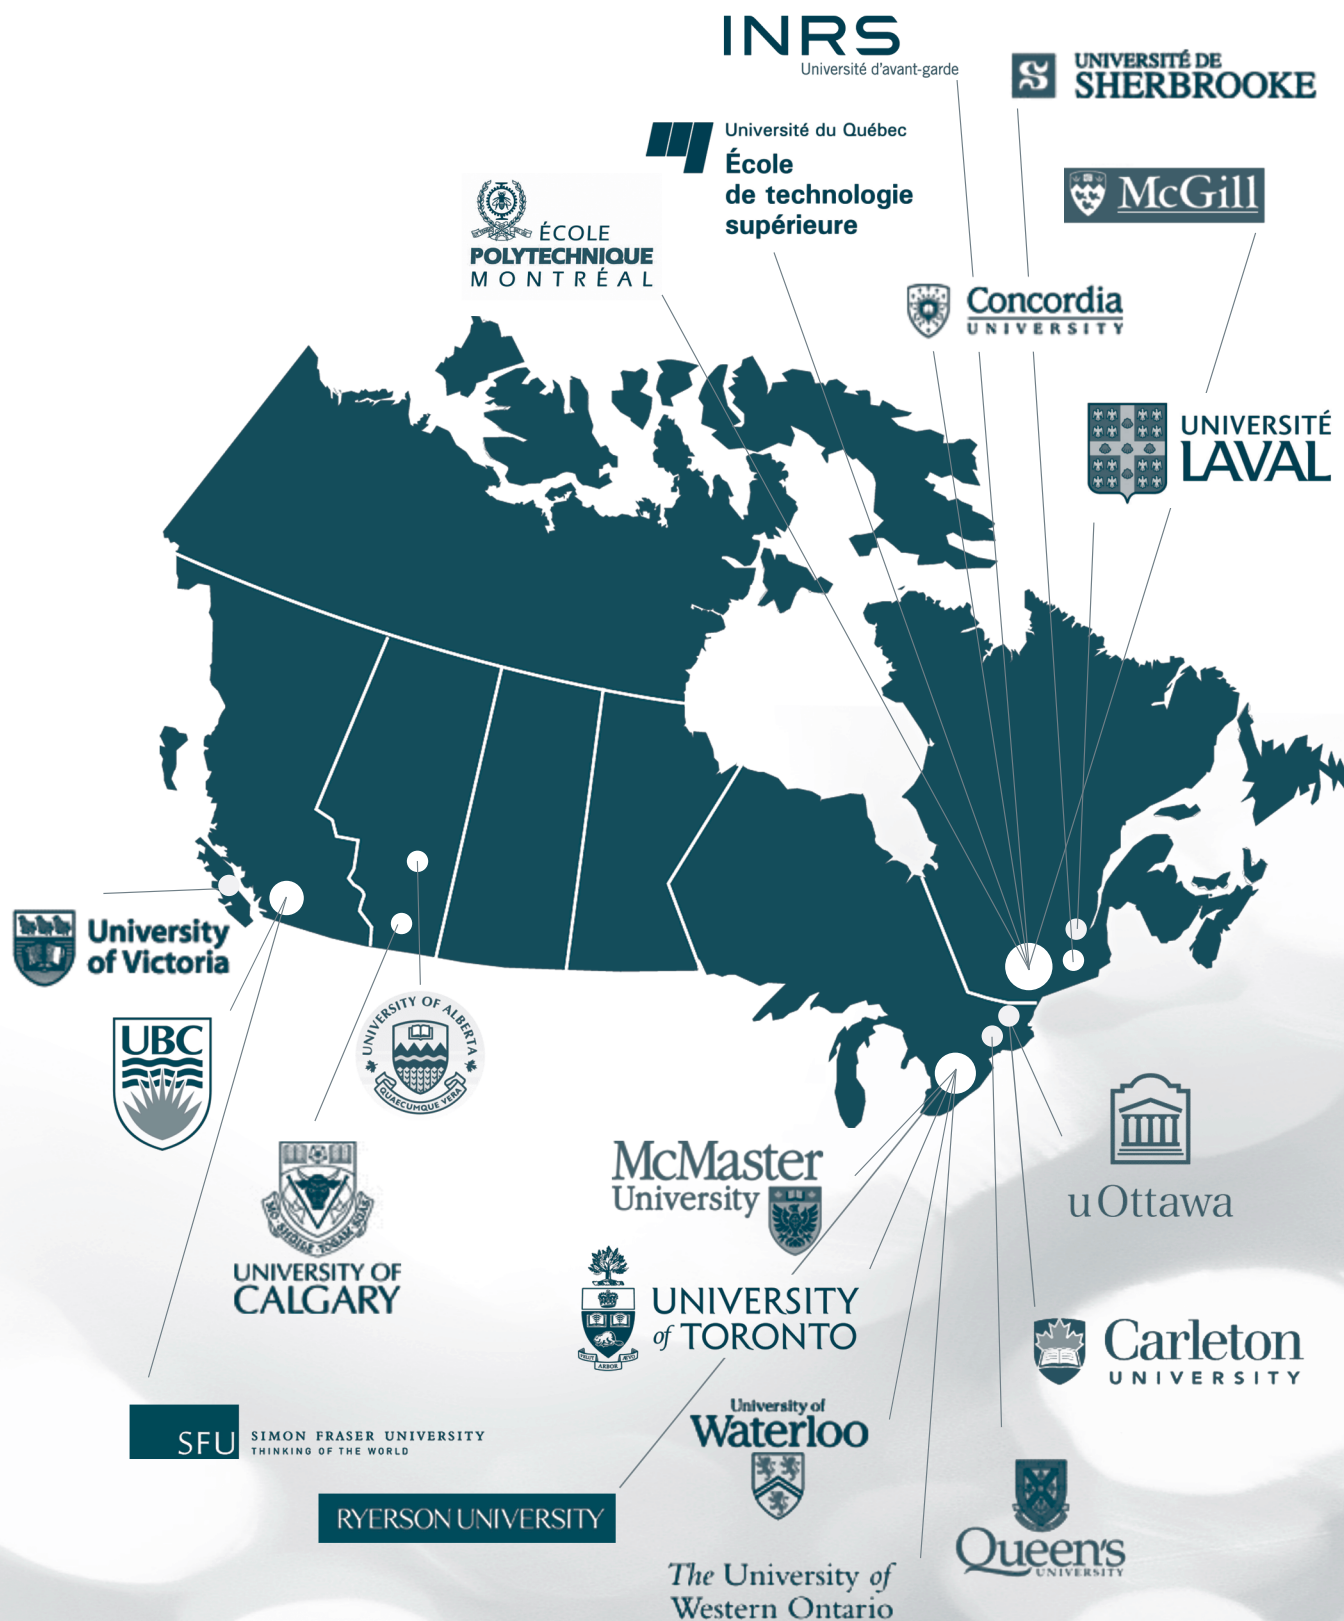 INRS
Université d'avant-garde
UNIVERSITÉ DE
SHERBROOKE
Université du Québec
École
de technologie
supérieure
McGill
ÉCOLE
POLYTECHNIQUE
MONTRÉAL
Concordia
UNIVERSITY
UNIVERSITÉ
LAVAL
University
of Victoria
UBC
UNIVERSITY OF ALBERTA
QUAECUMQUE VERA
uOttawa
McMaster
University
UNIVERSITY OF
CALGARY
UNIVERSITY
of TORONTO
VELUT
ARBOR
ÆVO
Carleton
UNIVERSITY
University of
Waterloo
SFU
SIMON FRASER UNIVERSITY
THINKING OF THE WORLD
RYERSON UNIVERSITY
Queen's
UNIVERSITY
The University of
Western Ontario